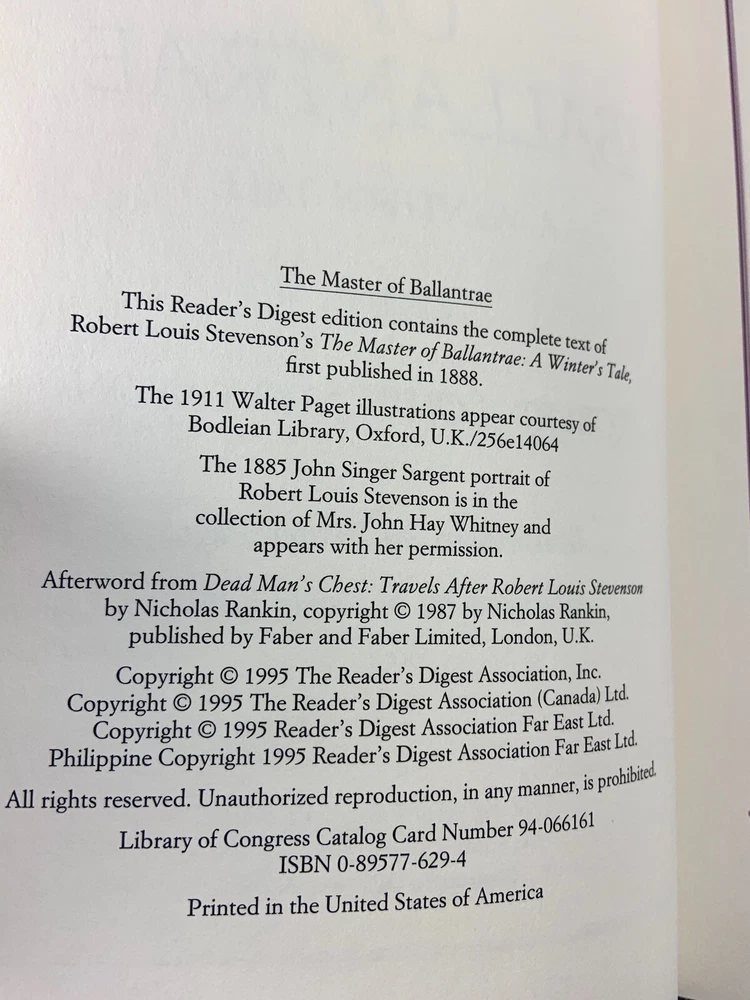 The Master of Ballantrae
This Reader's Digest edition contains the complete text of
Robert Louis Stevenson's The Master of Ballantrae: A Winter's Tale,
first published in 1888.
The 1911 Walter Paget illustrations appear courtesy of
Bodleian Library, Oxford, U.K./256e14064
The 1885 John Singer Sargent portrait of
Robert Louis Stevenson is in the
collection of Mrs. John Hay Whitney and
appears with her permission.
Afterword from Dead Man's Chest: Travels After Robert Louis Stevenson
by Nicholas Rankin, copyright © 1987 by Nicholas Rankin,
published by Faber and Faber Limited, London, U.K.
Copyright © 1995 The Reader's Digest Association, Inc.
Copyright © 1995 The Reader's Digest Association (Canada) Ltd.
Copyright © 1995 Reader's Digest Association Far East Ltd.
Philippine Copyright 1995 Reader's Digest Association Far East Ltd.
All rights reserved. Unauthorized reproduction, in any manner, is prohibited.
Library of Congress Catalog Card Number 94-066161
ISBN 0-89577-629-4
Printed in the United States of America